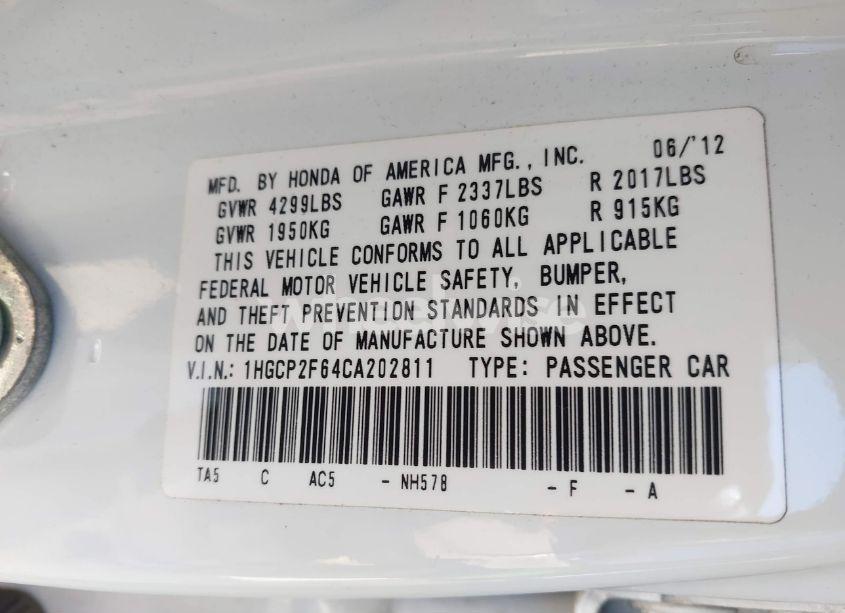 MFD. BY HONDA OF AMERICA MFG., INC. 06/'12
GVWR 4299LBS GAWR F 2337LBS R 2017LBS
GVWR 1950KG GAWR F 1060KG R 915KG
THIS VEHICLE CONFORMS TO ALL APPLICABLE
FEDERAL MOTOR VEHICLE SAFETY, BUMPER,
AND THEFT PREVENTION STANDARDS IN EFFECT
ON THE DATE OF MANUFACTURE SHOWN ABOVE.
V.I.N.: 1HGCP2F64CA202811 TYPE: PASSENGER CAR
TA5 C AC5 - NH578 - F - A